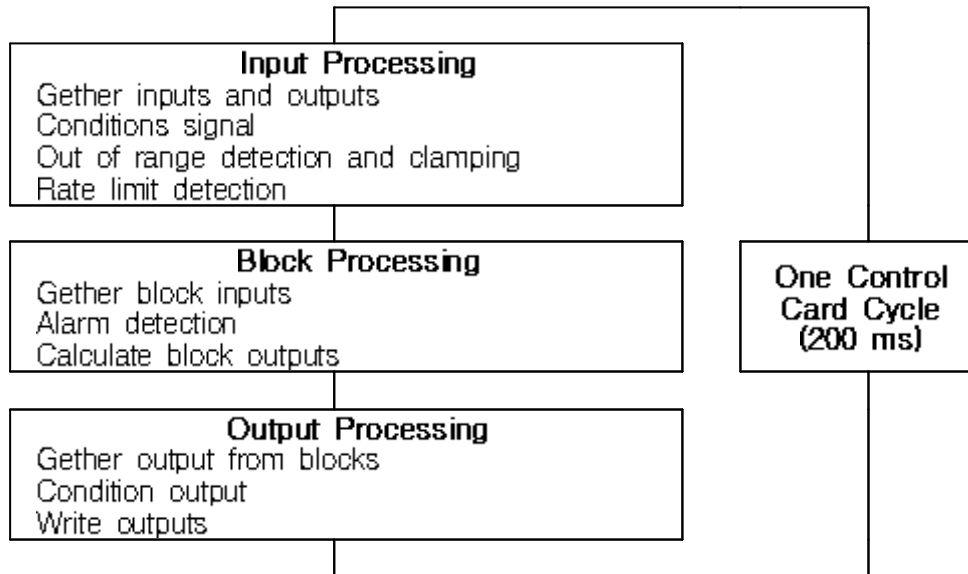 Input Processing
Gether inputs and outputs
Conditions signal
Out of range detection and clamping
Rate limit detection
Block Processing
Gether block inputs
Alarm detection
Calculate block outputs
One Control
Card Cycle
(200 ms)
Output Processing
Gether output from blocks
Condition output
Write outputs